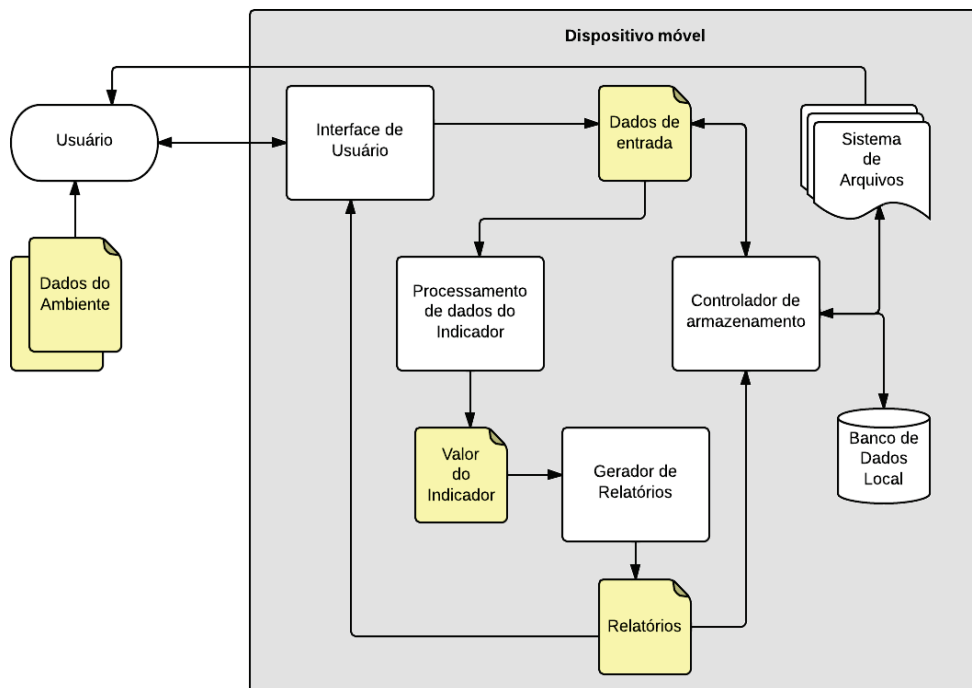 Dispositivo móvel
Usuário
Interface de
Usuário
Dados de
entrada
Sistema
de
Arquivos
Dados do
Ambiente
Processamento
de dados do
Indicador
Controlador de
armazenamento
Valor
do
Indicador
Gerador de
Relatórios
Banco de
Dados
Local
Relatórios